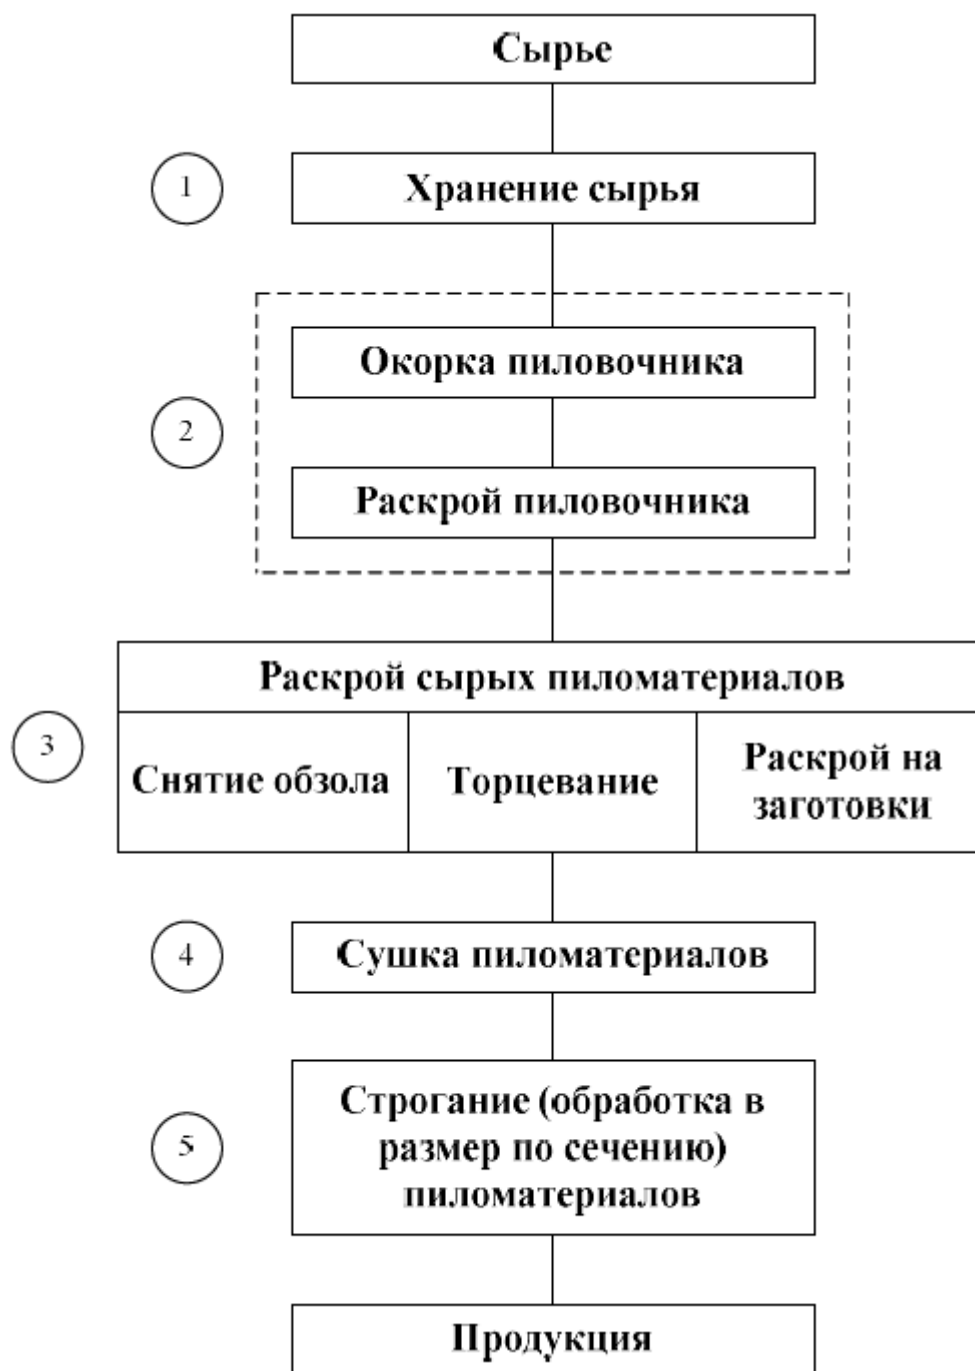 Сырье
1
Хранение сырья
Окорка пиловочника
2
Раскрой пиловочника
Раскрой сырых пиломатериалов
3
Снятие обзола
Торцевание
Раскрой на
заготовки
4
Сушка пиломатериалов
5
Строгание (обработка в
размер по сечению)
пиломатериалов
Продукция